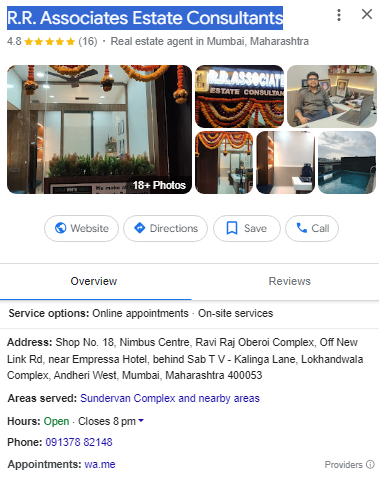 R.R. Associates Estate Consultants
4.8 ★★★★★ (16) · Real estate agent in Mumbai, Maharashtra
R.R.ASSOCIATE
ESTATE CONSULTAN
18+ Photos
Website
Directions
Save
Call
Overview
Reviews
Service options: Online appointments · On-site services
Address: Shop No. 18, Nimbus Centre, Ravi Raj Oberoi Complex, Off New
Link Rd, near Empressa Hotel, behind Sab T V - Kalinga Lane, Lokhandwala
Complex, Andheri West, Mumbai, Maharashtra 400053
Areas served: Sundervan Complex and nearby areas
Hours: Open · Closes 8 pm
Phone: 091378 82148
Appointments: wa.me
Providers